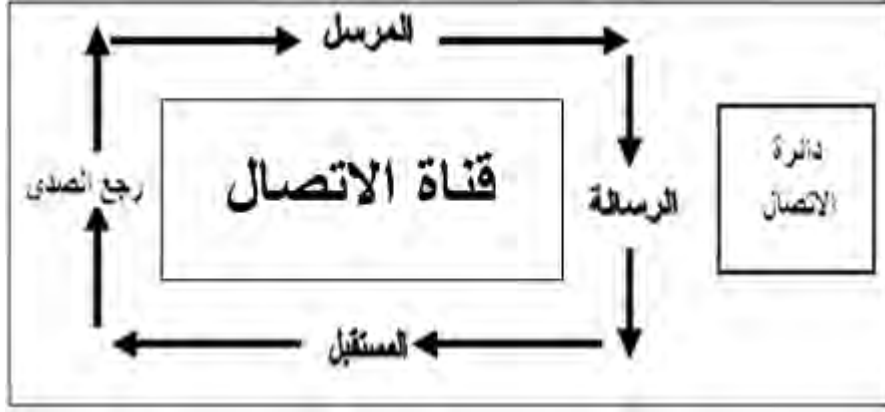 المرسل
دائرة
الاتصال
الرسالة
قناة الاتصال
رجع الصدى
المستقبل